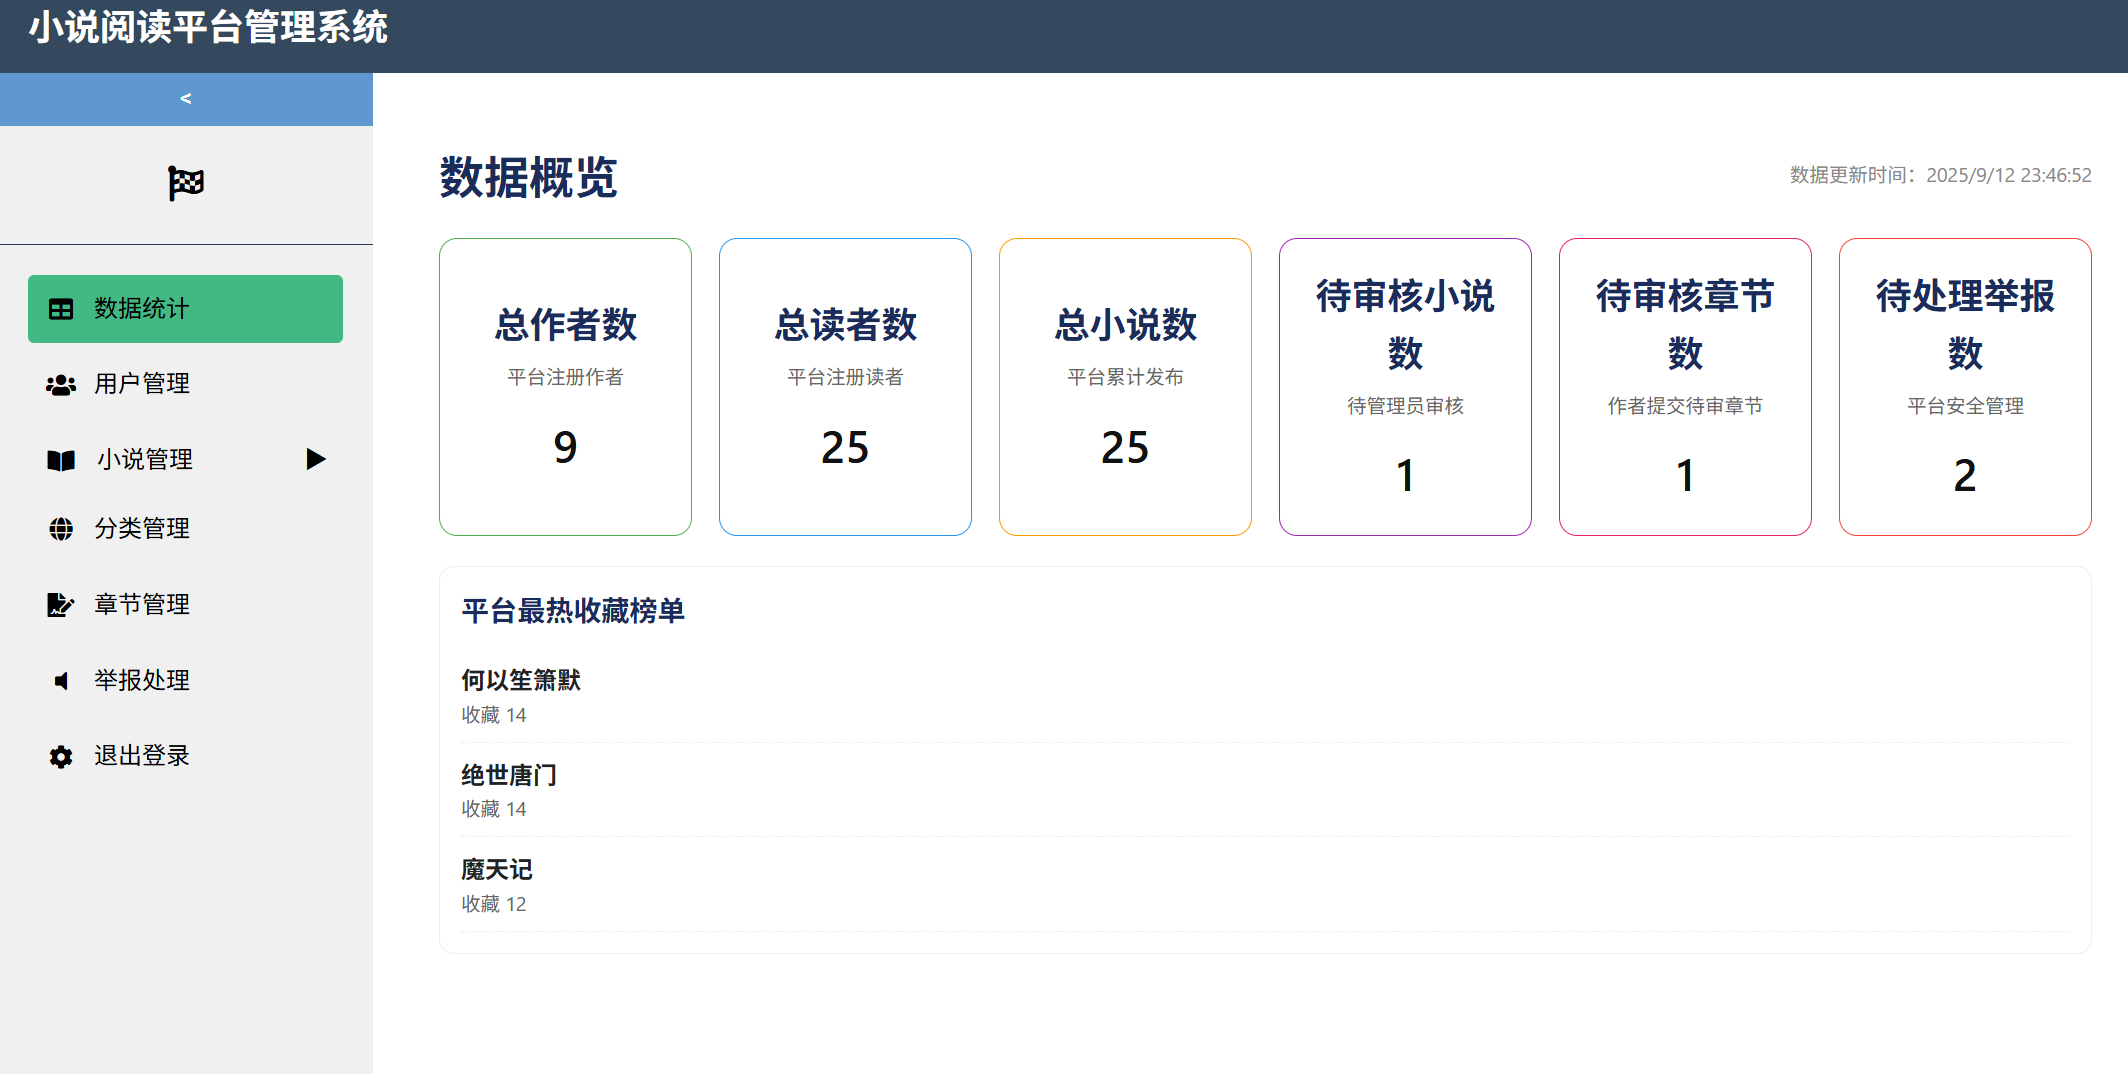 小说阅读平台管理系统
<
数据统计
用户管理
小说管理
分类管理
章节管理
举报处理
退出登录
数据概览
数据更新时间：2025/9/12 23:46:52
总作者数
平台注册作者
9
总读者数
平台注册读者
25
总小说数
平台累计发布
25
待审核小说
数
待管理员审核
1
待审核章节
数
作者提交待审章节
1
待处理举报
数
平台安全管理
2
平台最热收藏榜单
何以笙箫默
收藏 14
绝世唐门
收藏 14
魔天记
收藏 12